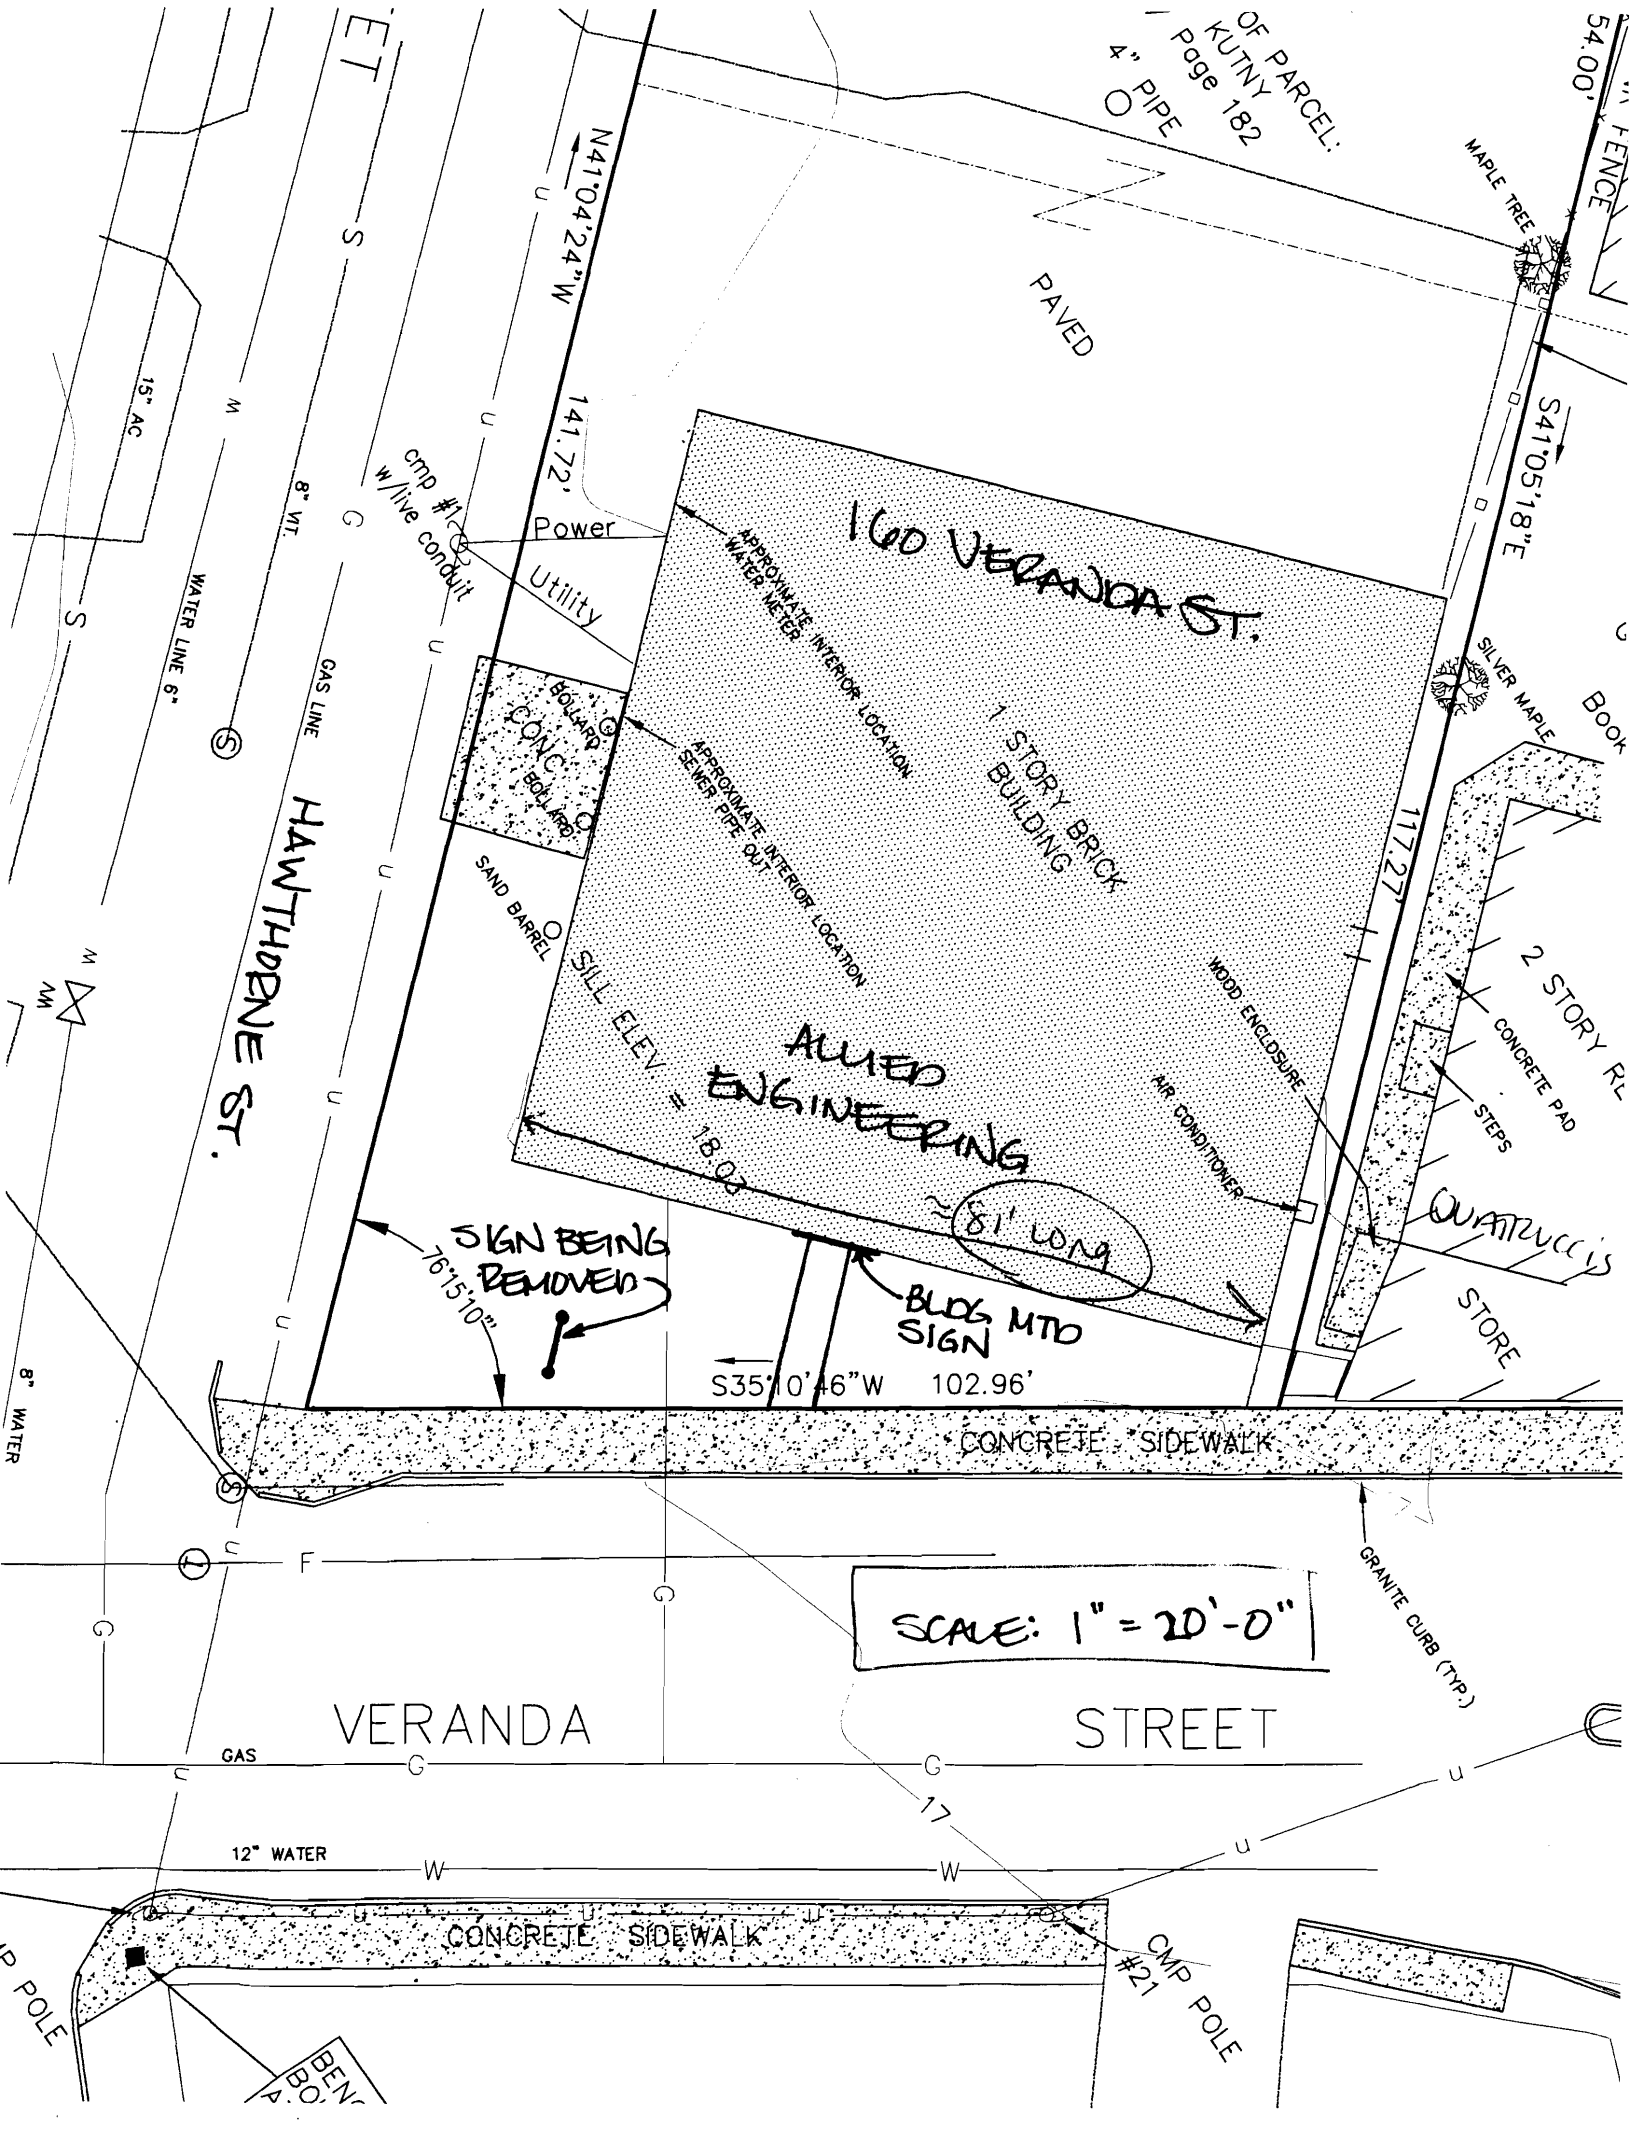 ET
OF PARCEL:
KUTNY
Page 182
4" PIPE
54.00'
FENCE
MAPLE TREE
N41°04'24"W
141.72'
PAVED
S41°05'18"E
117.27'
15" AC
8" VIT.
cmp #1
w/live conduit
Power
Utility
160 VERANDA ST.
APPROXIMATE INTERIOR LOCATION
WATER METER
1 STORY BRICK
BUILDING
APPROXIMATE INTERIOR LOCATION
SEWER PIPE OUT
BOLLARD
CONC
BOLLARD
SAND BARREL
SILL ELEV. = 18.03
SILVER MAPLE
Book
WATER LINE 6"
GAS LINE
HAWTHORNE ST.
2 STORY
CONCRETE PAD
STEPS
WOOD ENCLOSURE
AIR CONDITIONER
ALLIED
ENGINEERING
≈ 81' LONG
QUATRUCCIS
STORE
SIGN BEING
REMOVED
76°15'10"
BLDG MTD
SIGN
S35°10'46"W 102.96'
CONCRETE SIDEWALK
8" WATER
GRANITE CURB (TYP.)
SCALE: 1" = 20'-0"
VERANDA STREET
GAS
17
12" WATER
CONCRETE SIDEWALK
CMP POLE
#21
POLE
S
S
S
S
G
G
G
G
G
W
W
F